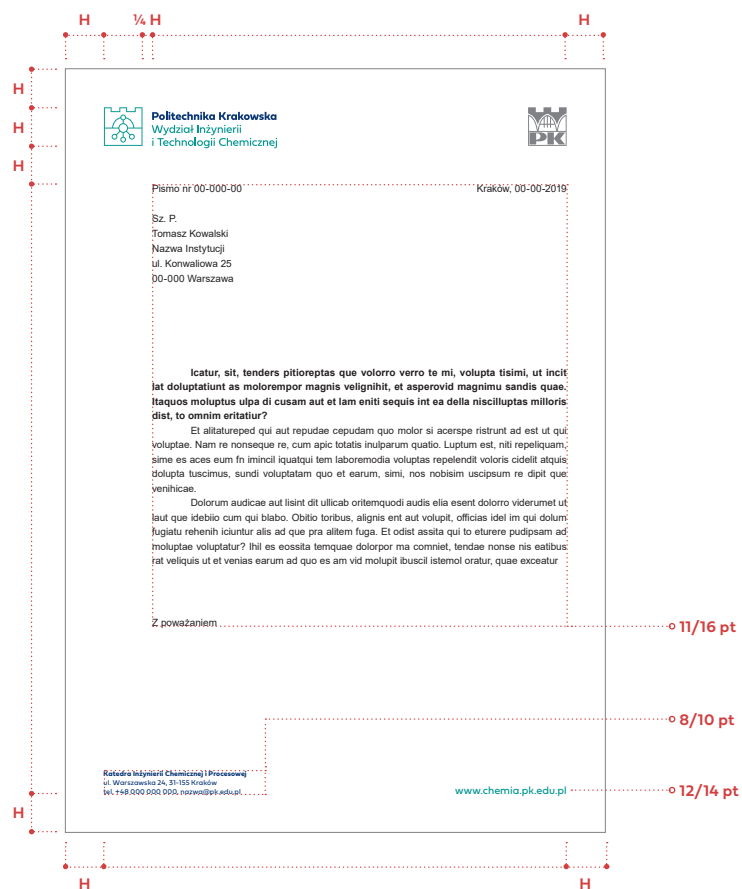 H ¼ H H
H
H
H
Politechnika Krakowska
Wydział Inżynierii
i Technologii Chemicznej
PK
Pismo nr 00-000-00 Kraków, 00-00-2019
Sz. P.
Tomasz Kowalski
Nazwa Instytucji
ul. Konwaliowa 25
00-000 Warszawa
Icatur, sit, tenders pitioreptas que volorro verro te mi, volupta tisimi, ut incit
lat doluptatiunt as molorempor magnis velignihit, et asperovid magnimu sandis quae.
Itaquos moluptus ulpa di cusam aut et lam eniti sequis int ea della niscilluptas milloris
dist, to omnim eritatiur?
Et alitatureped qui aut repudae cepudam quo molor si acerspe ristrunt ad est ut qui
voluptae. Nam re nonseque re, cum apic totatis inulparum quatio. Luptum est, niti repeliquam,
sime es aces eum fn imincil iquatqui tem laboremodia voluptas repelendit voloris cidelit atquis
dolupta tuscimus, sundi voluptatam quo et earum, simi, nos nobisim uscipsum re dipit que
venihicae.
Dolorum audicae aut lisint dit ullicab oritemquodi audis elia esent dolorro viderumet ut
laut que idebiio cum qui blabo. Obitio toribus, alignis ent aut volupit, officias idel im qui dolum
fugiatu rehenih iciuntur alis ad que pra alitem fuga. Et odist assita qui to eturere pudipsam ad
moluptae voluptatur? Ihil es eossita temquae dolorpor ma comniet, tendae nonse nis eatibus
rat veliquis ut et venias earum ad quo es am vid molupit ibuscil istemol oratur, quae exceatur
Z poważaniem
11/16 pt
8/10 pt
Katedra Inżynierii Chemicznej i Procesowej
ul. Warszawska 24, 31-155 Kraków
tel. +48 000 000 000, nazwa@pk.edu.pl
www.chemia.pk.edu.pl
12/14 pt
H
H H